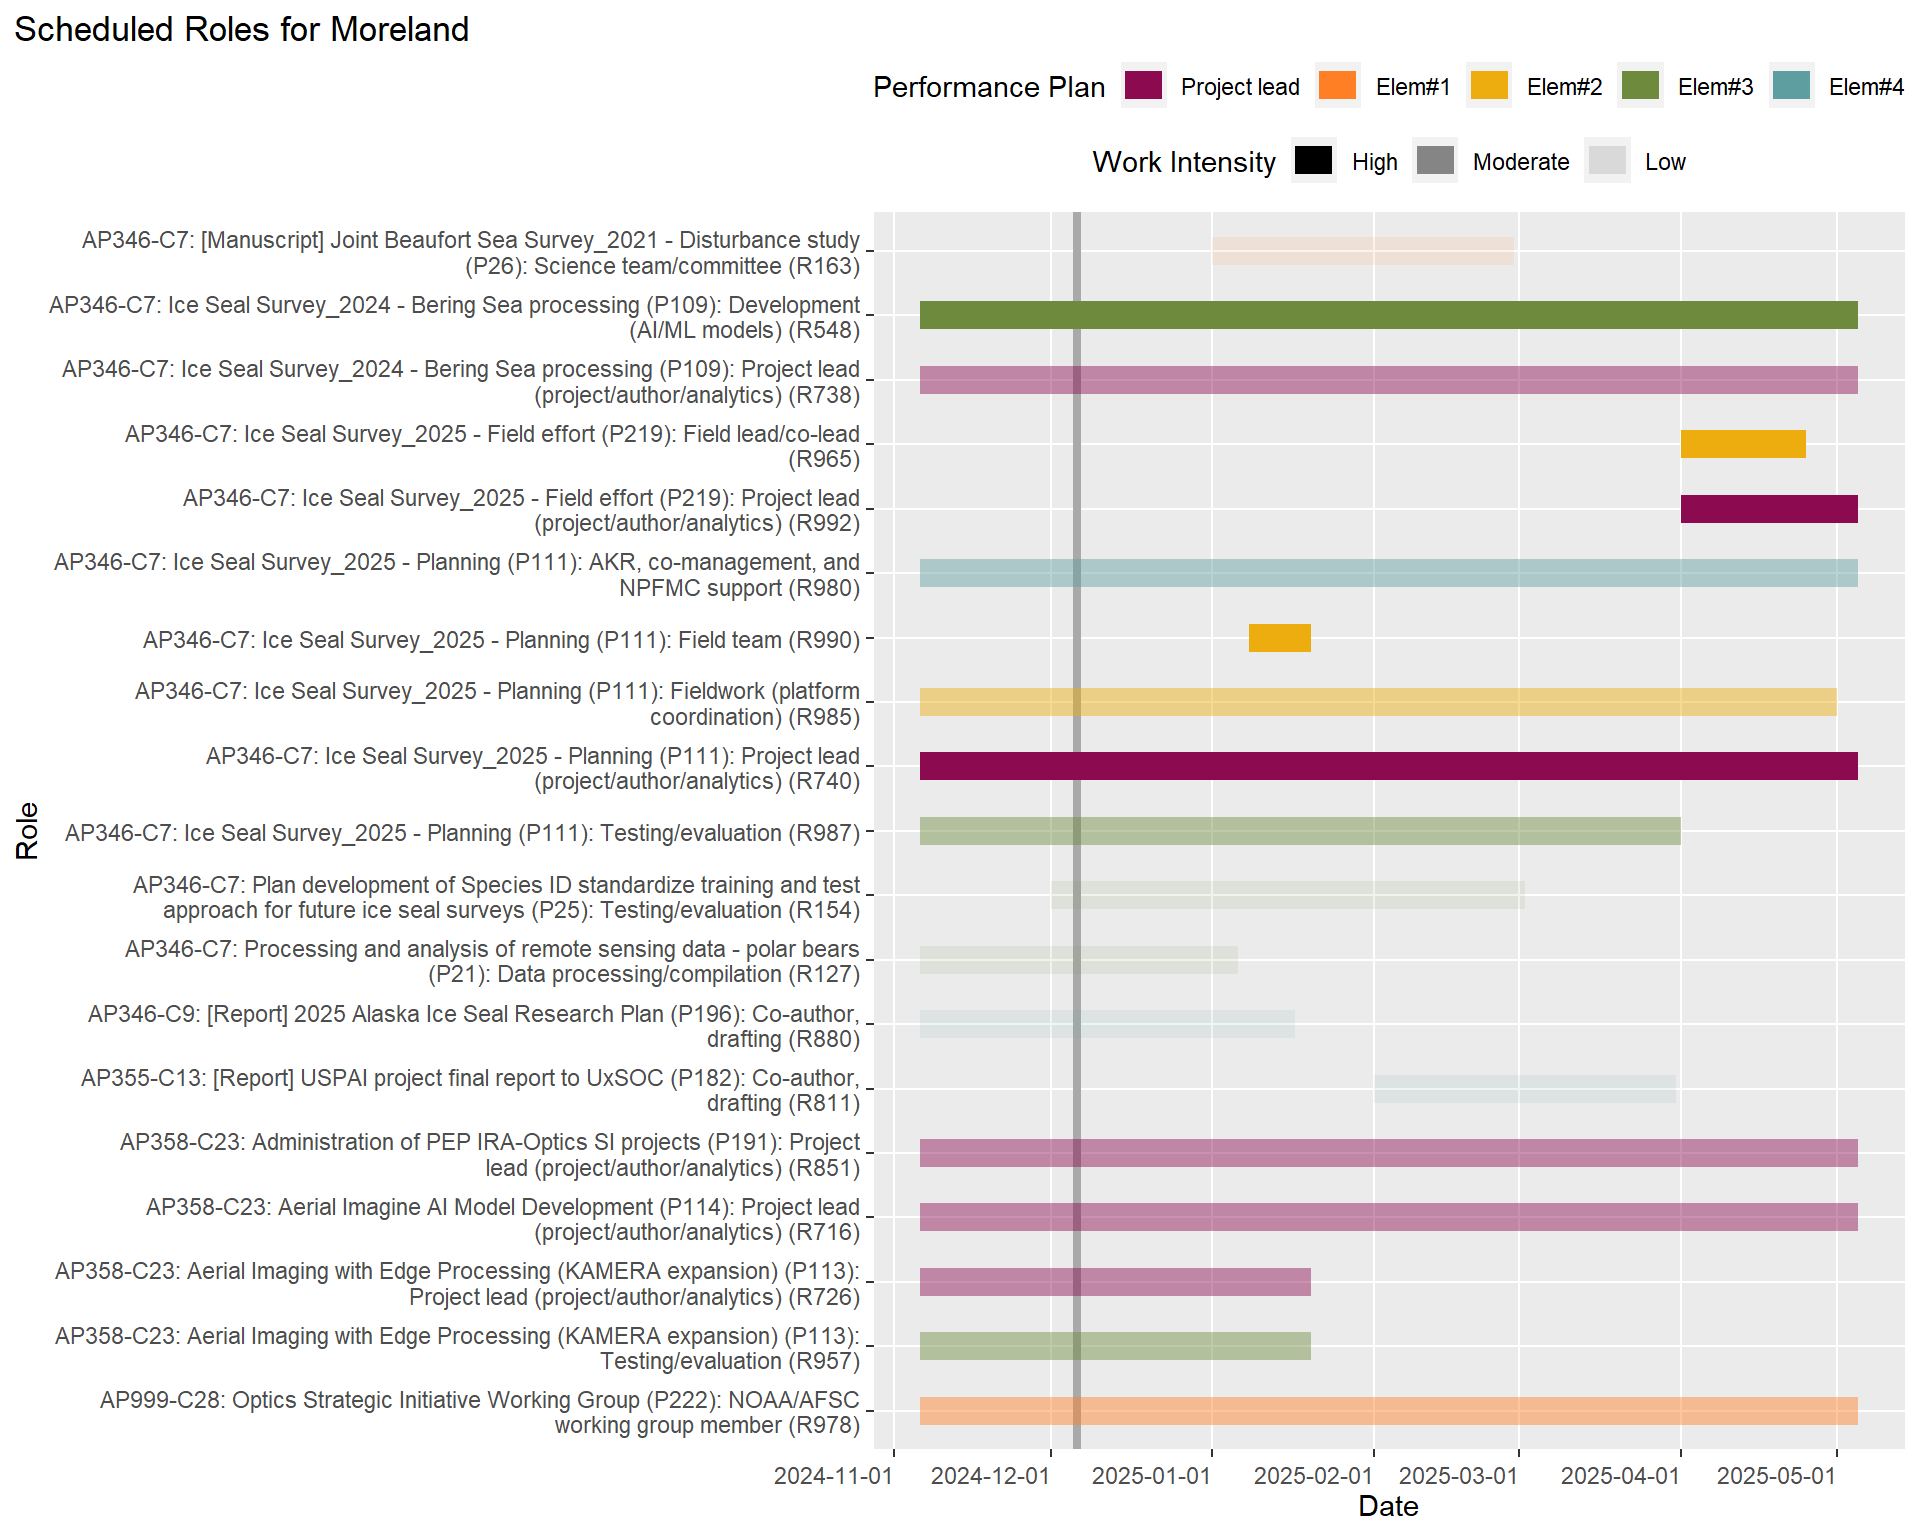 Scheduled Roles for Moreland
Performance Plan Project lead Elem#1 Elem#2 Elem#3 Elem#4
Work Intensity High Moderate Low
AP346-C7: [Manuscript] Joint Beaufort Sea Survey_2021 - Disturbance study
(P26): Science team/committee (R163)
AP346-C7: Ice Seal Survey_2024 - Bering Sea processing (P109): Development
(AI/ML models) (R548)
AP346-C7: Ice Seal Survey_2024 - Bering Sea processing (P109): Project lead
(project/author/analytics) (R738)
AP346-C7: Ice Seal Survey_2025 - Field effort (P219): Field lead/co-lead
(R965)
AP346-C7: Ice Seal Survey_2025 - Field effort (P219): Project lead
(project/author/analytics) (R992)
AP346-C7: Ice Seal Survey_2025 - Planning (P111): AKR, co-management, and
NPFMC support (R980)
AP346-C7: Ice Seal Survey_2025 - Planning (P111): Field team (R990)
AP346-C7: Ice Seal Survey_2025 - Planning (P111): Fieldwork (platform
coordination) (R985)
AP346-C7: Ice Seal Survey_2025 - Planning (P111): Project lead
(project/author/analytics) (R740)
AP346-C7: Ice Seal Survey_2025 - Planning (P111): Testing/evaluation (R987)
AP346-C7: Plan development of Species ID standardize training and test
approach for future ice seal surveys (P25): Testing/evaluation (R154)
AP346-C7: Processing and analysis of remote sensing data - polar bears
(P21): Data processing/compilation (R127)
AP346-C9: [Report] 2025 Alaska Ice Seal Research Plan (P196): Co-author,
drafting (R880)
AP355-C13: [Report] USPAI project final report to UxSOC (P182): Co-author,
drafting (R811)
AP358-C23: Administration of PEP IRA-Optics SI projects (P191): Project
lead (project/author/analytics) (R851)
AP358-C23: Aerial Imagine AI Model Development (P114): Project lead
(project/author/analytics) (R716)
AP358-C23: Aerial Imaging with Edge Processing (KAMERA expansion) (P113):
Project lead (project/author/analytics) (R726)
AP358-C23: Aerial Imaging with Edge Processing (KAMERA expansion) (P113):
Testing/evaluation (R957)
AP999-C28: Optics Strategic Initiative Working Group (P222): NOAA/AFSC
working group member (R978)
Role
2024-11-01 2024-12-01 2025-01-01 2025-02-01 2025-03-01 2025-04-01 2025-05-01
Date